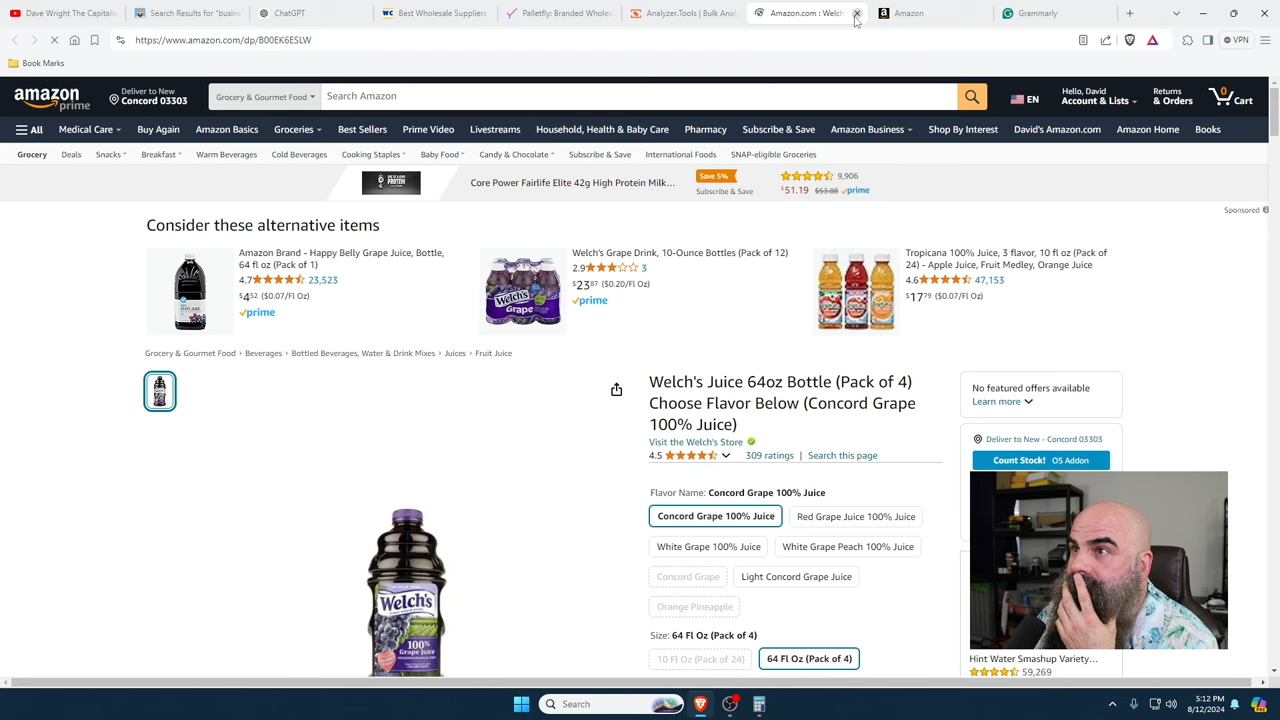 Dave Wright The Capitalis
Search Results for "busine
ChatGPT
Best Wholesale Suppliers
Palletfly: Branded Wholes
Analyzer.Tools | Bulk Ana
Amazon.com : Welch
Amazon
Grammarly
https://www.amazon.com/dp/B00EK6ESLW
VPN
Book Marks
amazon
prime
Deliver to New
Concord 03303
Grocery & Gourmet Food
Search Amazon
EN
Hello, David
Account & Lists
Returns
& Orders
0
Cart
All
Medical Care
Buy Again
Amazon Basics
Groceries
Best Sellers
Prime Video
Livestreams
Household, Health & Baby Care
Pharmacy
Subscribe & Save
Amazon Business
Shop By Interest
David's Amazon.com
Amazon Home
Books
Grocery
Deals
Snacks
Breakfast
Warm Beverages
Cold Beverages
Cooking Staples
Baby Food
Candy & Chocolate
Subscribe & Save
International Foods
SNAP-eligible Groceries
Core Power Fairlife Elite 42g High Protein Milk…
Save 5%
Subscribe & Save
9,906
$51.19 $53.88 prime
Sponsored
Consider these alternative items
Amazon Brand - Happy Belly Grape Juice, Bottle,
64 fl oz (Pack of 1)
4.7 23,523
$4 52 ($0.07/Fl Oz)
prime
Welch's Grape Drink, 10-Ounce Bottles (Pack of 12)
2.9 3
$23 87 ($0.20/Fl Oz)
prime
Tropicana 100% Juice, 3 flavor, 10 fl oz (Pack of
24) - Apple Juice, Fruit Medley, Orange Juice
4.6 47,153
$17 79 ($0.07/Fl Oz)
Grocery & Gourmet Food › Beverages › Bottled Beverages, Water & Drink Mixes › Juices › Fruit Juice
Welch's Juice 64oz Bottle (Pack of 4)
Choose Flavor Below (Concord Grape
100% Juice)
Visit the Welch's Store
4.5 309 ratings | Search this page
Flavor Name: Concord Grape 100% Juice
Concord Grape 100% Juice
Red Grape Juice 100% Juice
White Grape 100% Juice
White Grape Peach 100% Juice
Concord Grape
Light Concord Grape Juice
Orange Pineapple
Size: 64 Fl Oz (Pack of 4)
10 Fl Oz (Pack of 24)
64 Fl Oz (Pack of 4)
No featured offers available
Learn more
Deliver to New - Concord 03303
Count Stock! OS Addon
Welch's
100%
Grape Juice
Hint Water Smashup Variety…
59,269
Search
5:12 PM
8/12/2024